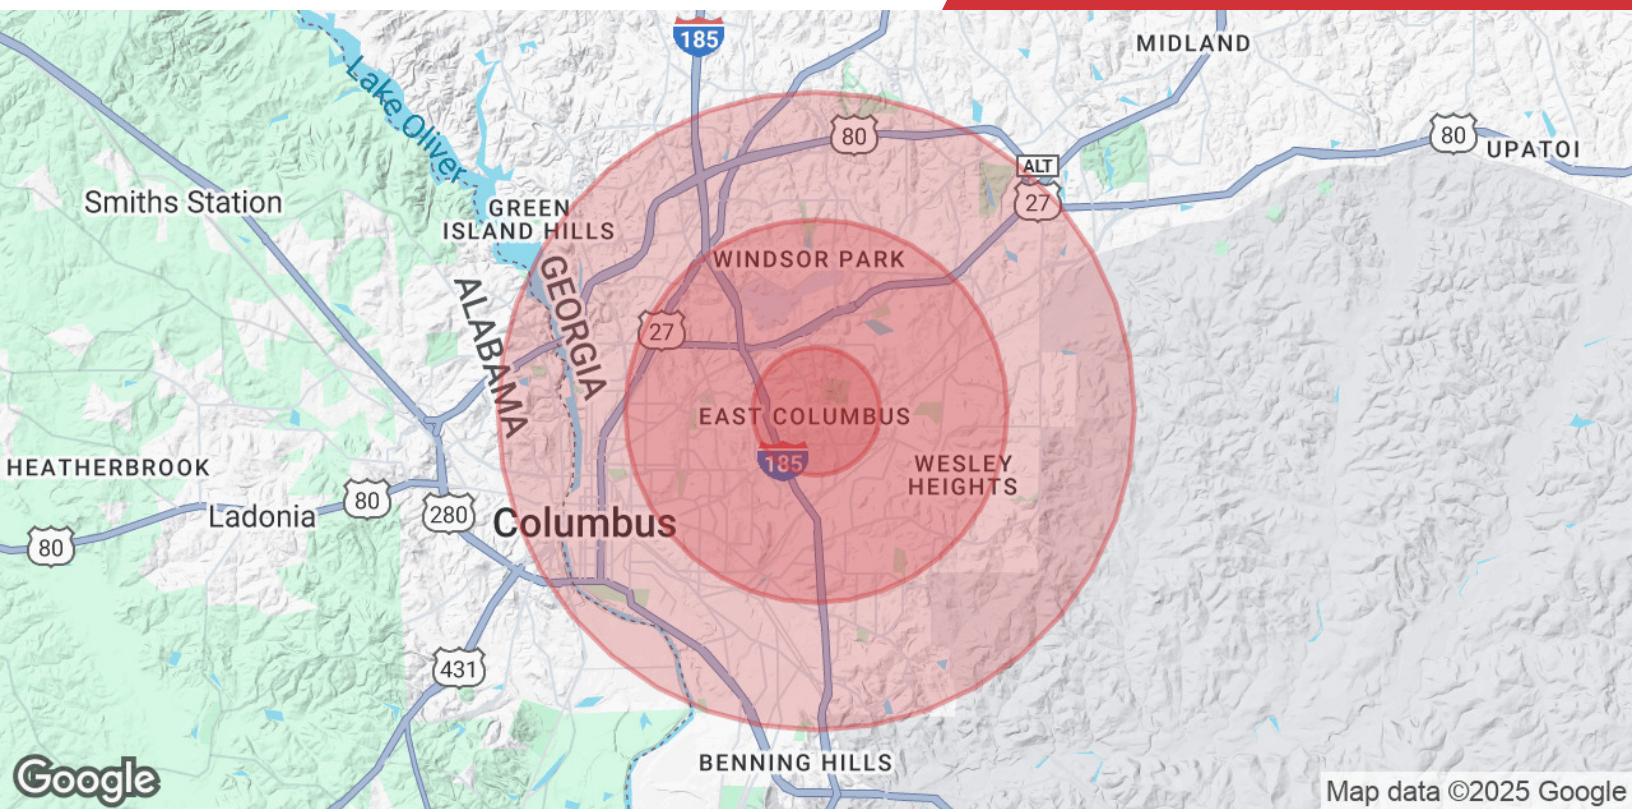 185
MIDLAND
Lake Oliver
80
80
UPATOI
ALT
27
Smiths Station
GREEN
ISLAND HILLS
WINDSOR PARK
GEORGIA
ALABAMA
27
EAST COLUMBUS
185
WESLEY
HEIGHTS
HEATHERBROOK
80
280
Ladonia
Columbus
80
431
BENNING HILLS
Google
Map data ©2025 Google